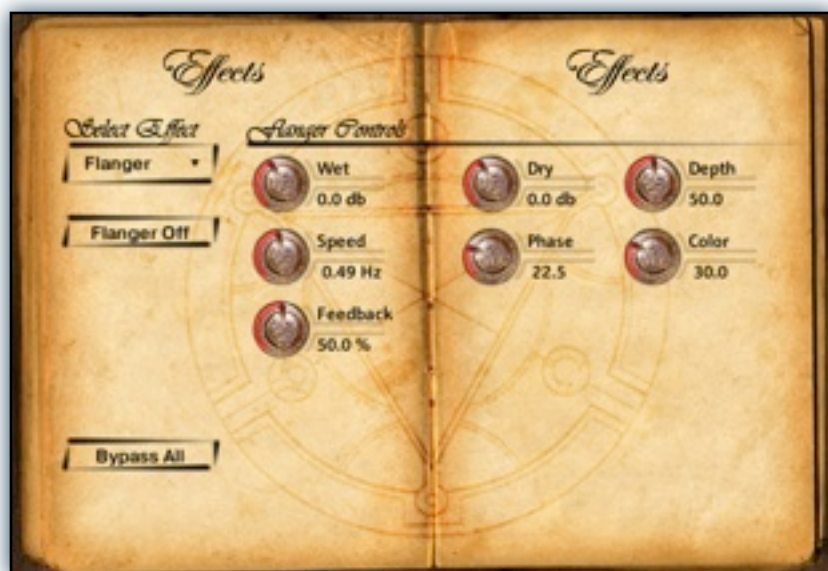 Effects
Effects
Select Effect
Flanger Controls
Flanger
Wet
Dry
Depth
0.0 db
0.0 db
50.0
Flanger Off
Speed
Phase
Color
0.49 Hz
22.5
30.0
Feedback
50.0 %
Bypass All